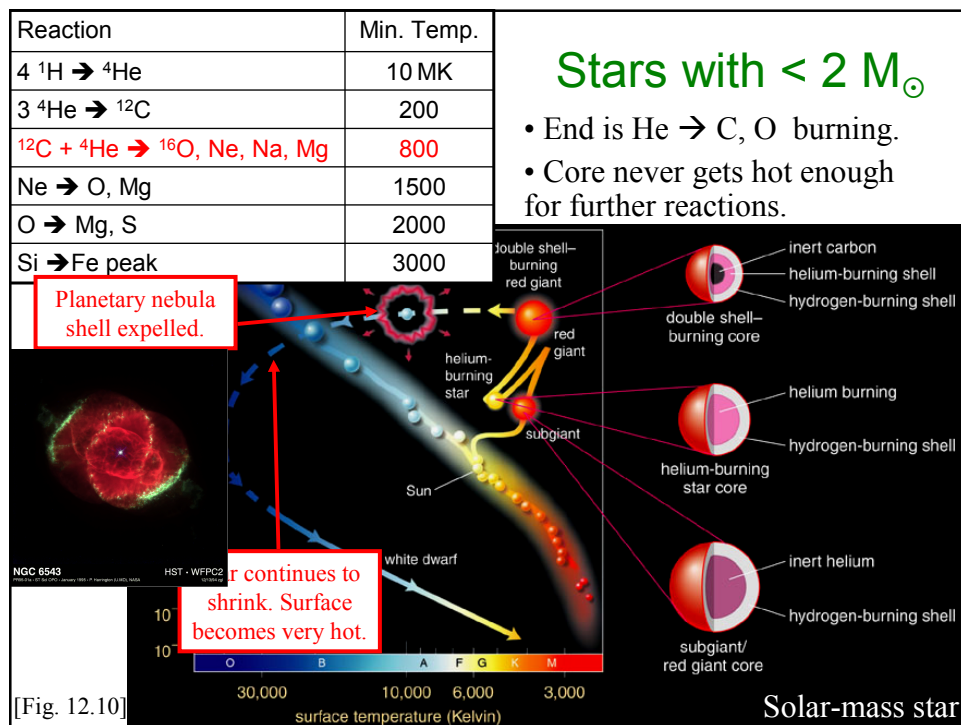 Reaction Min. Temp.
4 ¹H ➔ ⁴He 10 MK
3 ⁴He ➔ ¹²C 200
¹²C + ⁴He ➔ ¹⁶O, Ne, Na, Mg 800
Ne ➔ O, Mg 1500
O ➔ Mg, S 2000
Si ➔Fe peak 3000
Stars with < 2 M☉
• End is He → C, O burning.
• Core never gets hot enough
for further reactions.
Planetary nebula
shell expelled.
double shell–
burning
red giant
red
giant
helium-
burning
star
subgiant
Sun
white dwarf
inert carbon
helium-burning shell
hydrogen-burning shell
double shell–
burning core
helium burning
hydrogen-burning shell
helium-burning
star core
inert helium
hydrogen-burning shell
subgiant/
red giant core
NGC 6543
HST • WFPC2
continues to
shrink. Surface
becomes very hot.
10
10
O B A F G K M
30,000 10,000 6,000 3,000
surface temperature (Kelvin)
[Fig. 12.10]
Solar-mass star